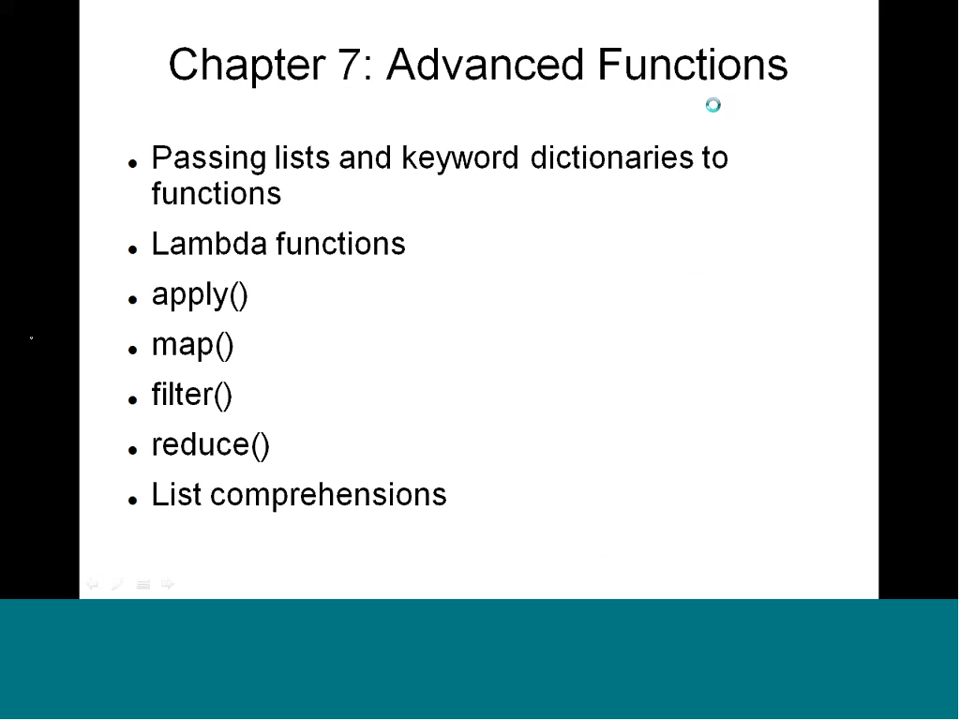 Chapter 7: Advanced Functions
Passing lists and keyword dictionaries to
functions
Lambda functions
apply()
map()
filter()
reduce()
List comprehensions